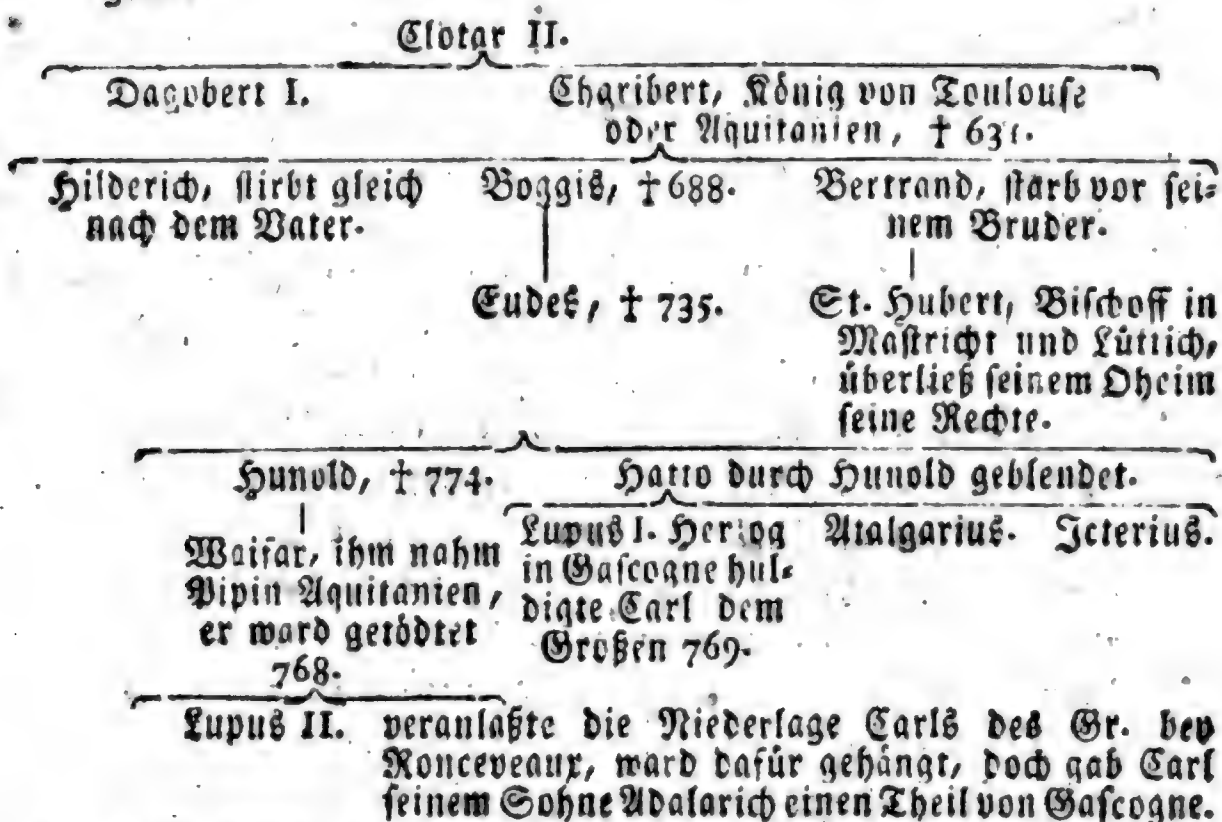 Clotar II.
Dagobert I.
Charibert, König von Toulouse
oder Aquitanien, † 631.
Hilderich, stirbt gleich
nach dem Vater.
Boggis, † 688.
Bertrand, starb vor sei-
nem Bruder.
Eudes, † 735.
St. Hubert, Bischoff in
Mastricht und Lüttich,
überließ seinem Oheim
seine Rechte.
Hunold, † 774.
Hatto durch Hunold geblendet.
Waifar, ihm nahm
Pipin Aquitanien,
er ward getödtet
768.
Lupus I. Herzog
in Gascogne hul-
digte Carl dem
Großen 769.
Atalgarius.
Icterius.
Lupus II. veranlaßte die Niederlage Carls des Gr. bey
Ronceveaux, ward dafür gehängt, doch gab Carl
seinem Sohne Adalarich einen Theil von Gascogne.